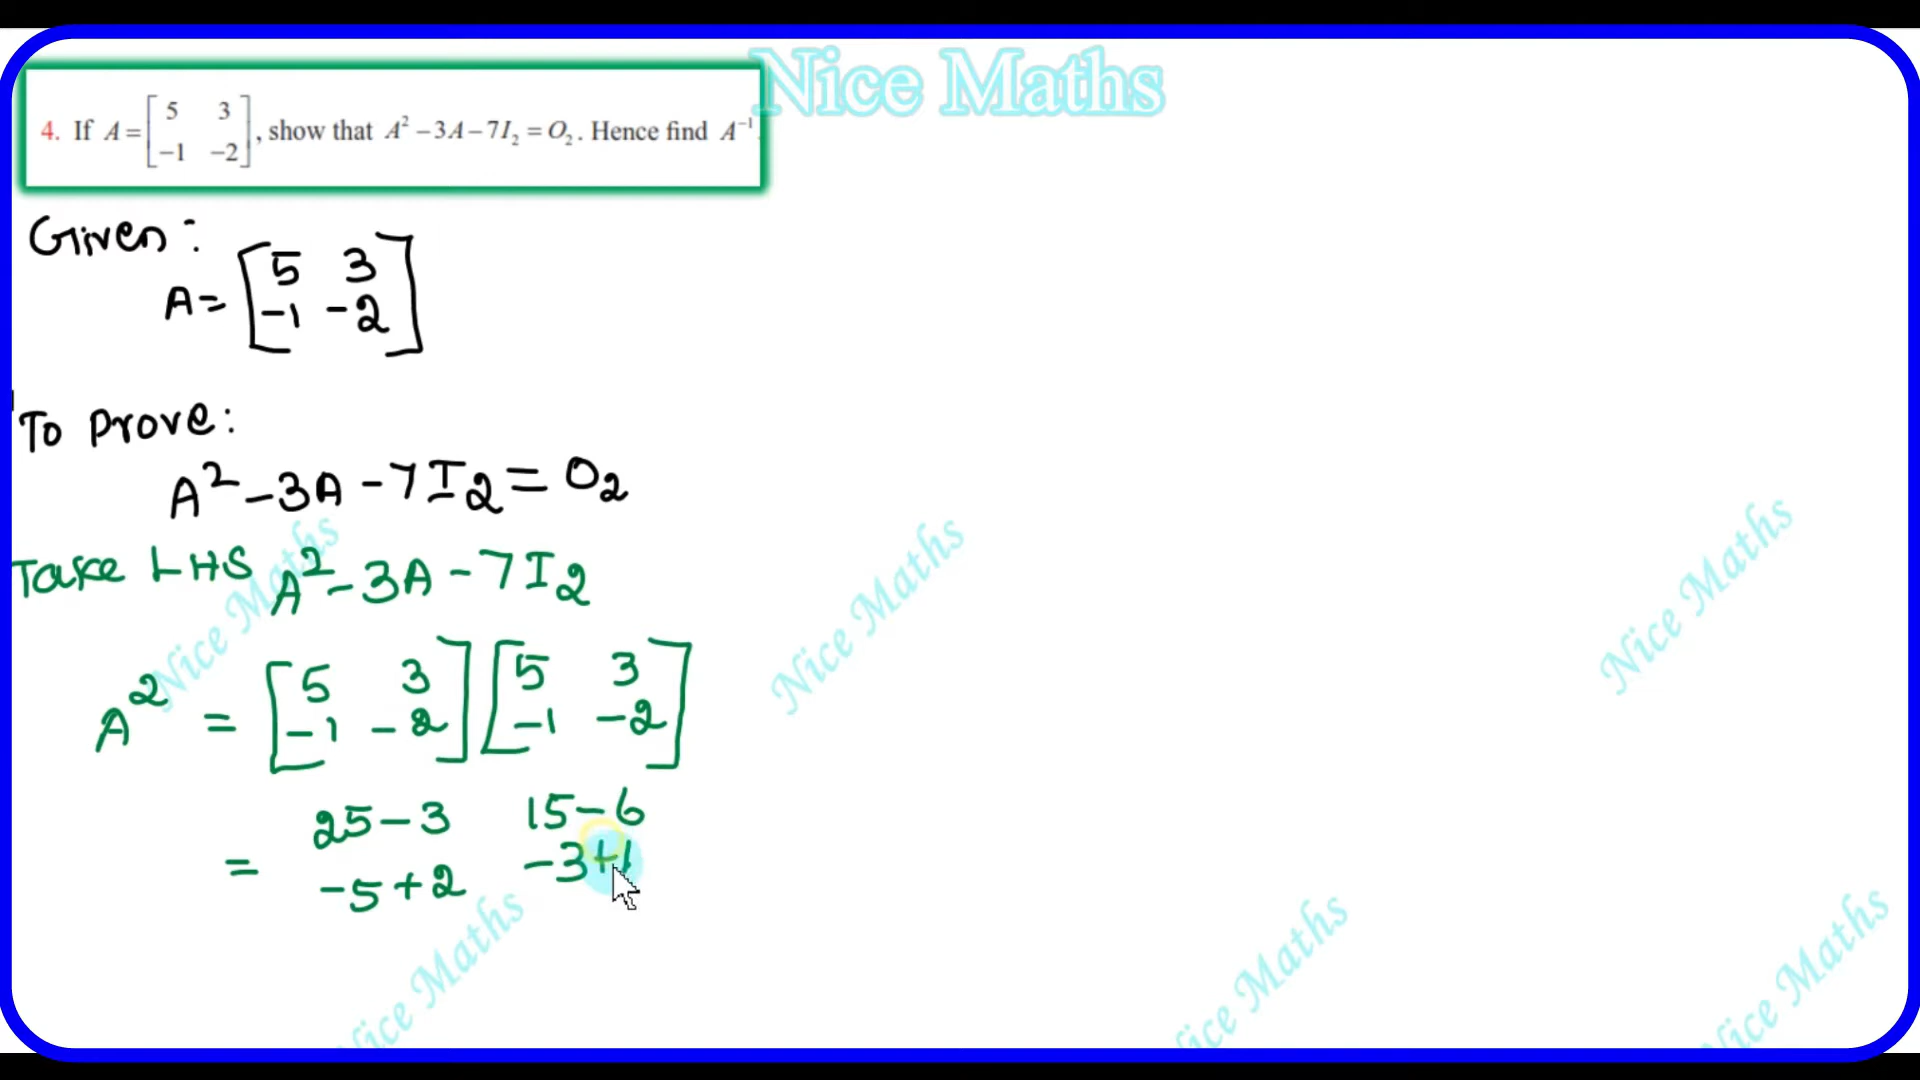 Nice Maths
4. If A = [ 5 3 -1 -2 ], show that A² – 3A – 7I₂ = O₂. Hence find A⁻¹
Given :
A = [ 5 3
-1 -2 ]
To Prove :
A² - 3A - 7I₂ = O₂
Take LHS A² - 3A - 7I₂
A² = [ 5 3 -1 -2 ] [ 5 3 -1 -2 ]
= 25 - 3 15 - 6
-5 + 2 -3 +
Nice Maths
Nice Maths
Nice Maths
Nice Maths
Nice Maths
Nice Maths